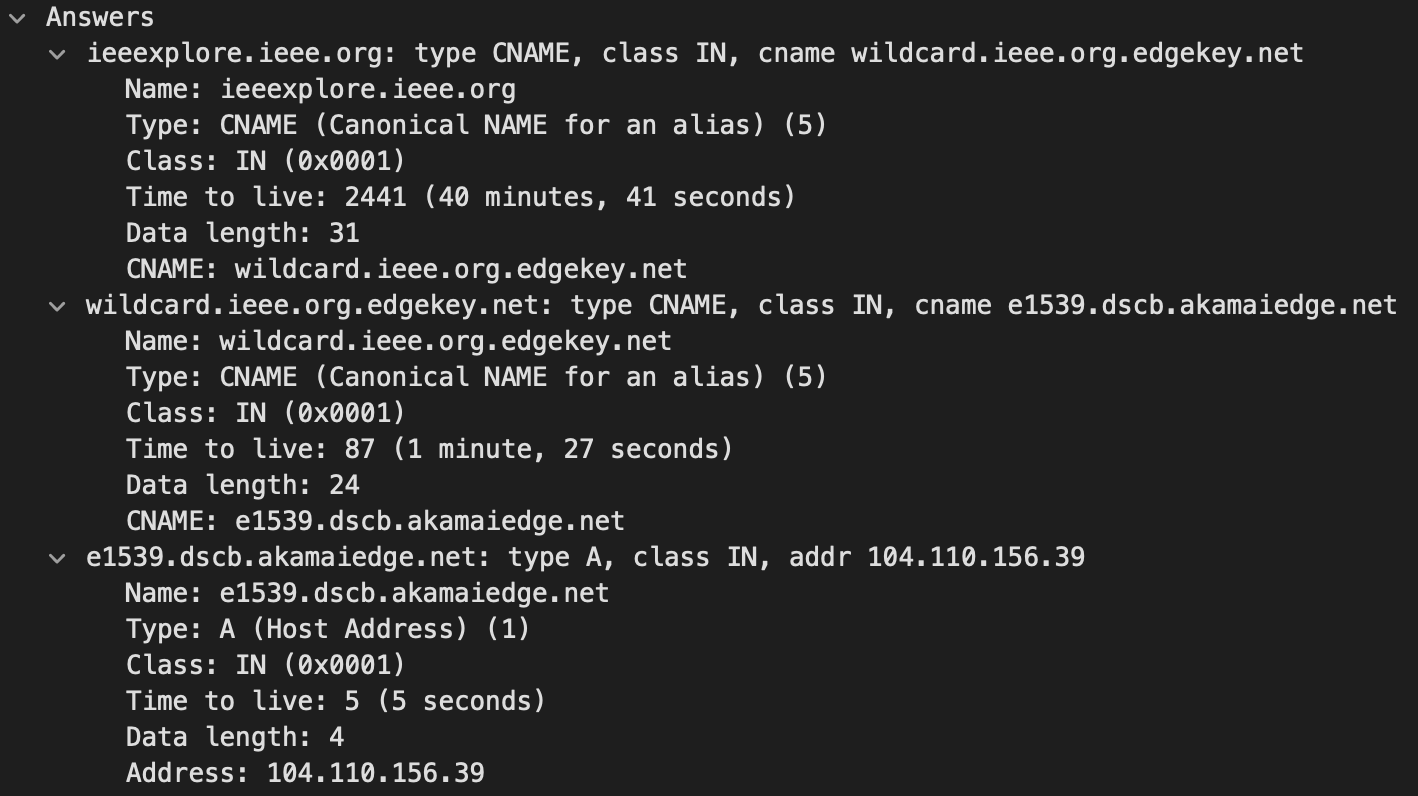 Answers
ieeexplore.ieee.org: type CNAME, class IN, cname wildcard.ieee.org.edgekey.net
Name: ieeexplore.ieee.org
Type: CNAME (Canonical NAME for an alias) (5)
Class: IN (0x0001)
Time to live: 2441 (40 minutes, 41 seconds)
Data length: 31
CNAME: wildcard.ieee.org.edgekey.net
wildcard.ieee.org.edgekey.net: type CNAME, class IN, cname e1539.dscb.akamaiedge.net
Name: wildcard.ieee.org.edgekey.net
Type: CNAME (Canonical NAME for an alias) (5)
Class: IN (0x0001)
Time to live: 87 (1 minute, 27 seconds)
Data length: 24
CNAME: e1539.dscb.akamaiedge.net
e1539.dscb.akamaiedge.net: type A, class IN, addr 104.110.156.39
Name: e1539.dscb.akamaiedge.net
Type: A (Host Address) (1)
Class: IN (0x0001)
Time to live: 5 (5 seconds)
Data length: 4
Address: 104.110.156.39